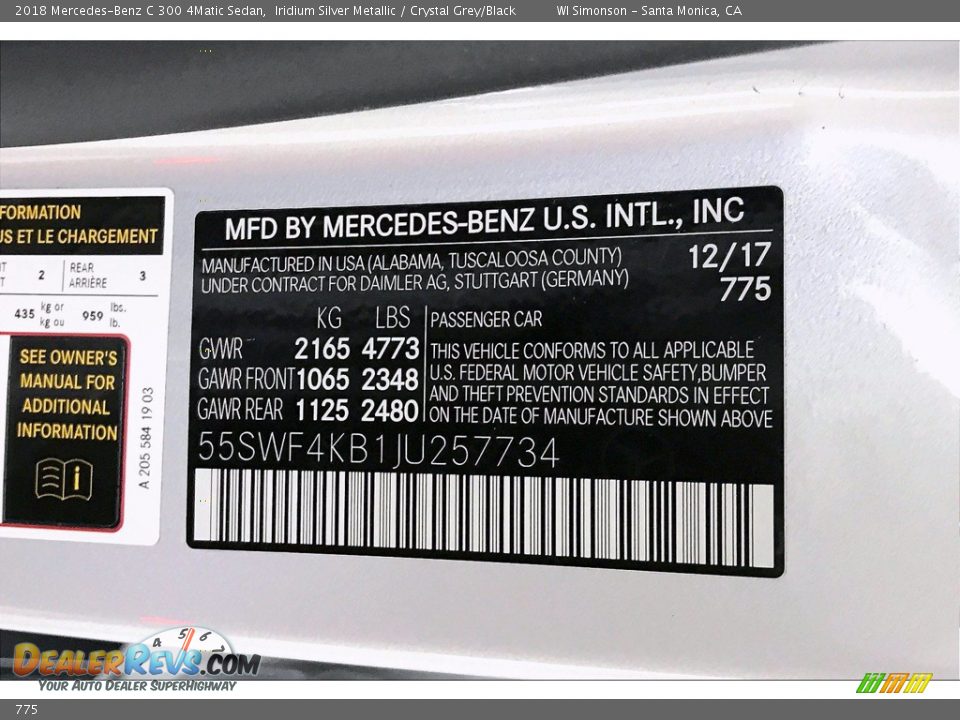 2018 Mercedes-Benz C 300 4Matic Sedan, Iridium Silver Metallic / Crystal Grey/Black WI Simonson - Santa Monica, CA
FORMATION
US ET LE CHARGEMENT
2 REAR ARRIÈRE 3
435 kg or kg ou 959 lbs. lb.
SEE OWNER'S
MANUAL FOR
ADDITIONAL
INFORMATION
A 205 584 19 03
MFD BY MERCEDES-BENZ U.S. INTL., INC
MANUFACTURED IN USA (ALABAMA, TUSCALOOSA COUNTY) 12/17
UNDER CONTRACT FOR DAIMLER AG, STUTTGART (GERMANY) 775
KG LBS PASSENGER CAR
GVWR 2165 4773 THIS VEHICLE CONFORMS TO ALL APPLICABLE
GAWR FRONT 1065 2348 U.S. FEDERAL MOTOR VEHICLE SAFETY,BUMPER
AND THEFT PREVENTION STANDARDS IN EFFECT
GAWR REAR 1125 2480 ON THE DATE OF MANUFACTURE SHOWN ABOVE
55SWF4KB1JU257734
4 5 6 7
DEALERREVS.COM
YOUR AUTO DEALER SUPERHIGHWAY
775